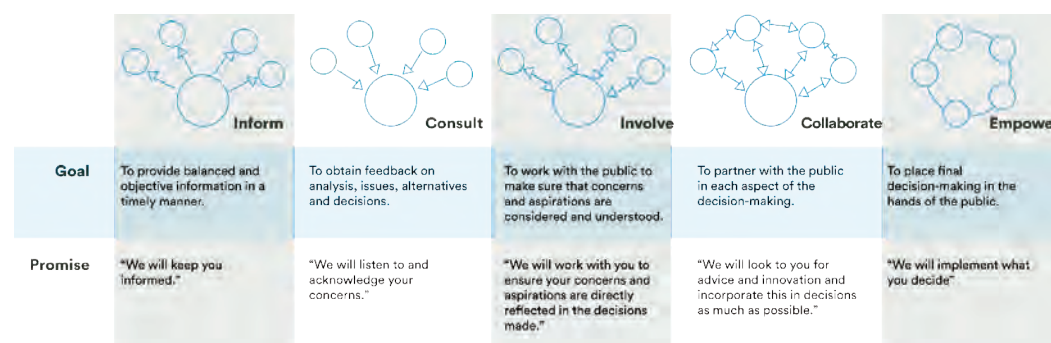 Inform
Consult
Involve
Collaborate
Empowe
Goal
To provide balanced and
objective information in a
timely manner.
To obtain feedback on
analysis, issues, alternatives
and decisions.
To work with the public to
make sure that concerns
and aspirations are
considered and understood.
To partner with the public
in each aspect of the
decision-making.
To place final
decision-making in the
hands of the public.
Promise
“We will keep you
informed.”
“We will listen to and
acknowledge your
concerns.”
“We will work with you to
ensure your concerns and
aspirations are directly
reflected in the decisions
made.”
“We will look to you for
advice and innovation and
incorporate this in decisions
as much as possible.”
“We will implement what
you decide”